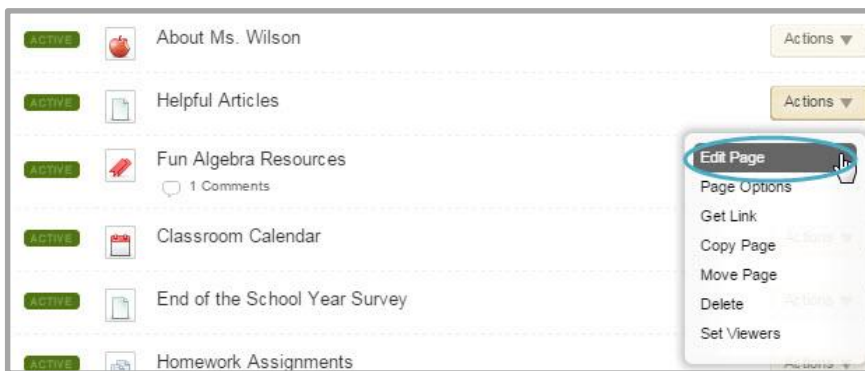 ACTIVE About Ms. Wilson Actions
ACTIVE Helpful Articles Actions
ACTIVE Fun Algebra Resources
1 Comments
ACTIVE Classroom Calendar
ACTIVE End of the School Year Survey
ACTIVE Homework Assignments Actions
Edit Page
Page Options
Get Link
Copy Page
Move Page
Delete
Set Viewers